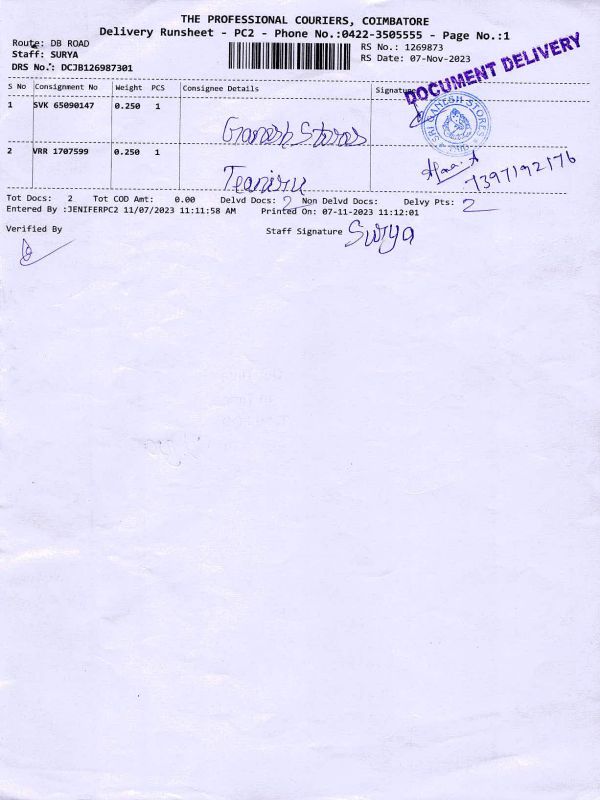 THE PROFESSIONAL COURIERS, COIMBATORE
Delivery Runsheet - PC2 - Phone No.:0422-3505555 - Page No.:1
Route: DB ROAD
RS No.: 1269873
Staff: SURYA
RS Date: 07-Nov-2023
DRS No.: DCJB126987301
DOCUMENT DELIVERY
S No Consignment No Weight PCS Consignee Details Signature
1 SVK 65090147 0.250 1
Ganesh Stores
SRI GANESH STORES
2 VRR 1707599 0.250 1
7397192176
Tot Docs: 2 Tot COD Amt: 0.00 Delvd Docs: 2 Non Delvd Docs: Delvy Pts: 2
Entered By :JENIFERPC2 11/07/2023 11:11:58 AM Printed On: 07-11-2023 11:12:01
Verified By
Staff Signature Surya